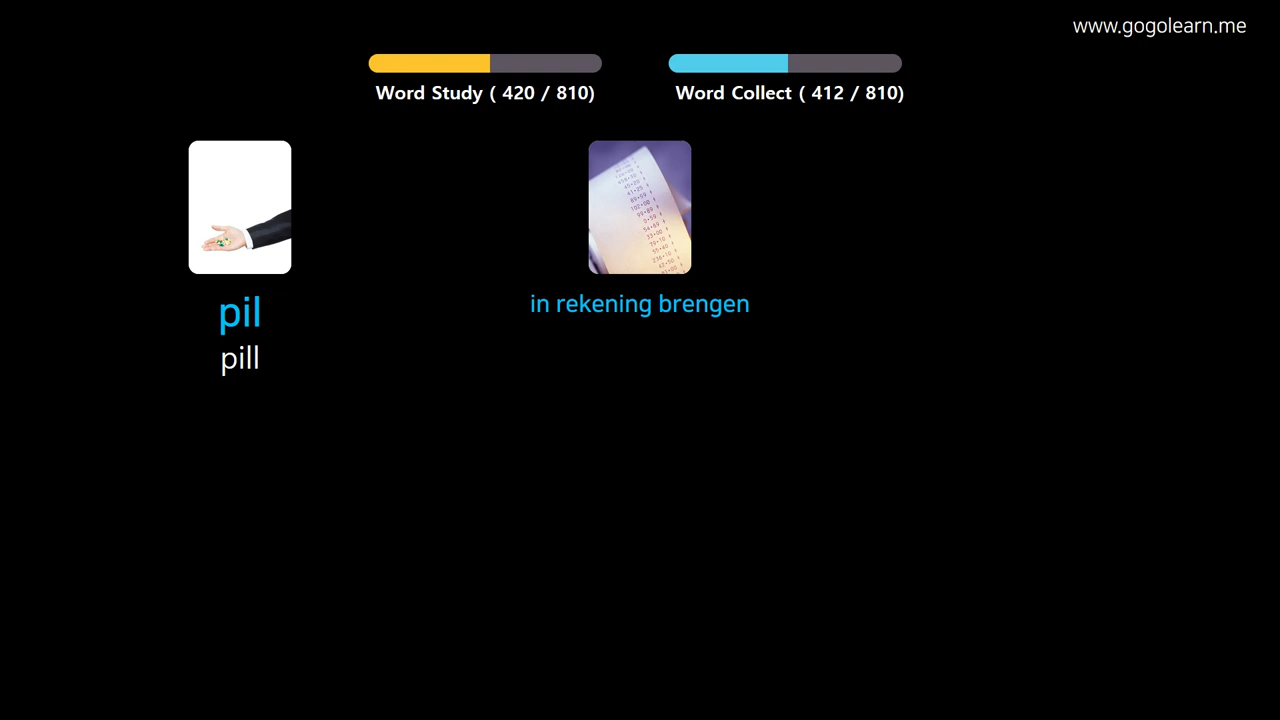 www.gogolearn.me
Word Study ( 420 / 810)
Word Collect ( 412 / 810)
pil
pill
in rekening brengen